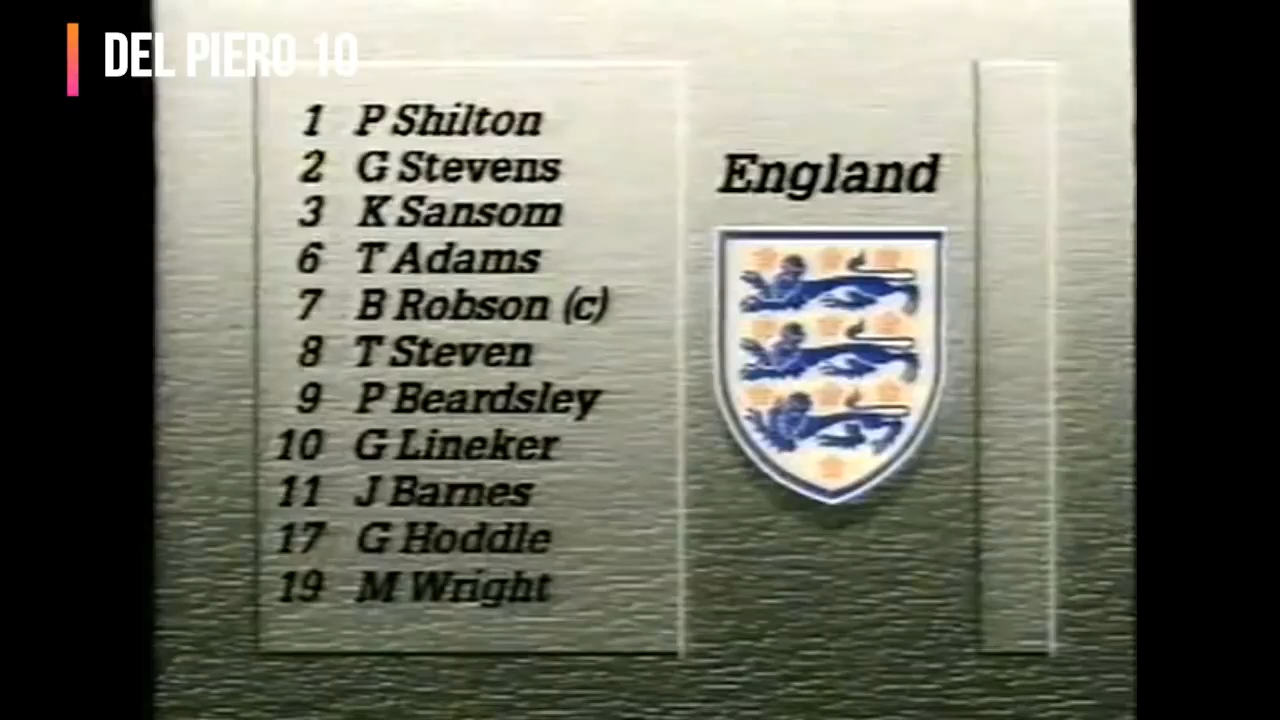 DEL PIERO 10
1 P Shilton
2 G Stevens
3 K Sansom
6 T Adams
7 B Robson (c)
8 T Steven
9 P Beardsley
10 G Lineker
11 J Barnes
17 G Hoddle
19 M Wright
England